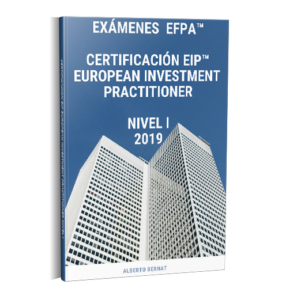 EXÁMENES EFPA™
CERTIFICACIÓN EIP™
EUROPEAN INVESTMENT
PRACTITIONER
NIVEL I
2019
ALBERTO BERNAT